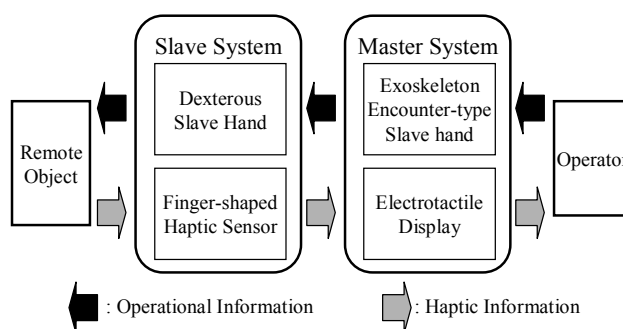 Slave System
Master System
Remote
Object
Dexterous
Slave Hand
Exoskeleton
Encounter-type
Slave hand
Operator
Finger-shaped
Haptic Sensor
Electrotactile
Display
: Operational Information
: Haptic Information